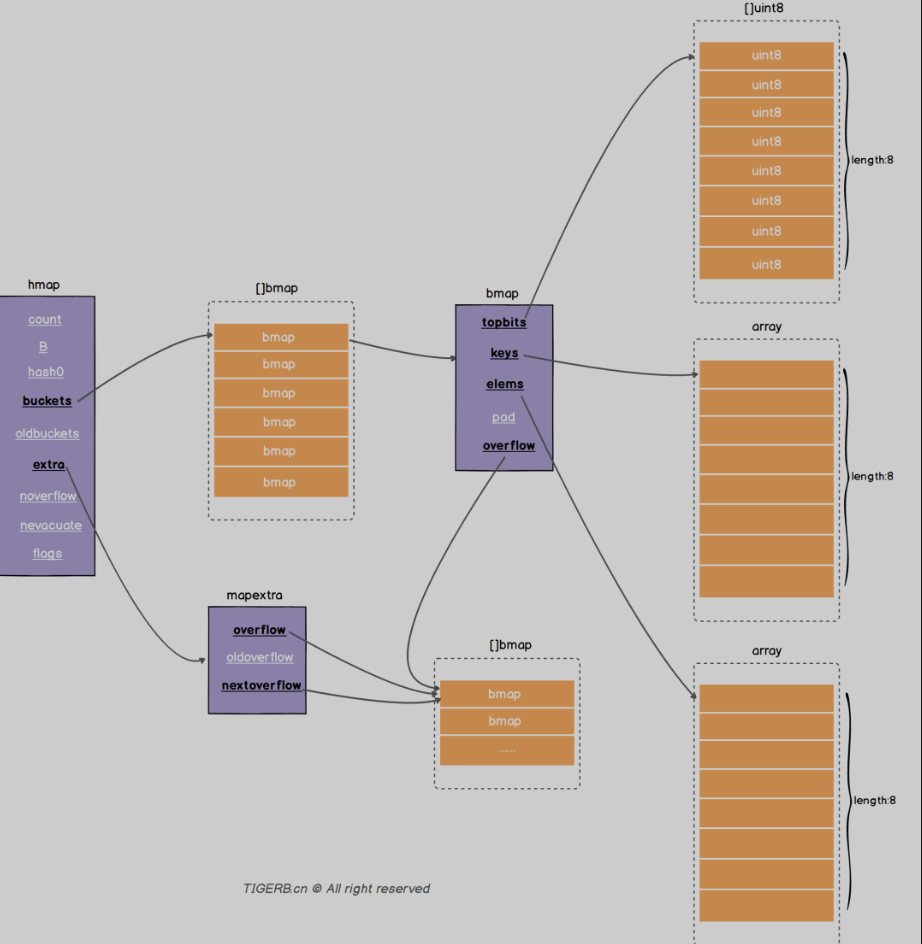 []uint8
uint8
uint8
uint8
uint8
uint8
uint8
uint8
uint8
length:8
hmap
count
B
hash0
buckets
oldbuckets
extra
noverflow
nevacuate
flags
[]bmap
bmap
bmap
bmap
bmap
bmap
bmap
bmap
topbits
keys
elems
pad
overflow
array
length:8
mapextra
overflow
oldoverflow
nextoverflow
[]bmap
bmap
bmap
......
array
length:8
TIGERB.cn © All right reserved